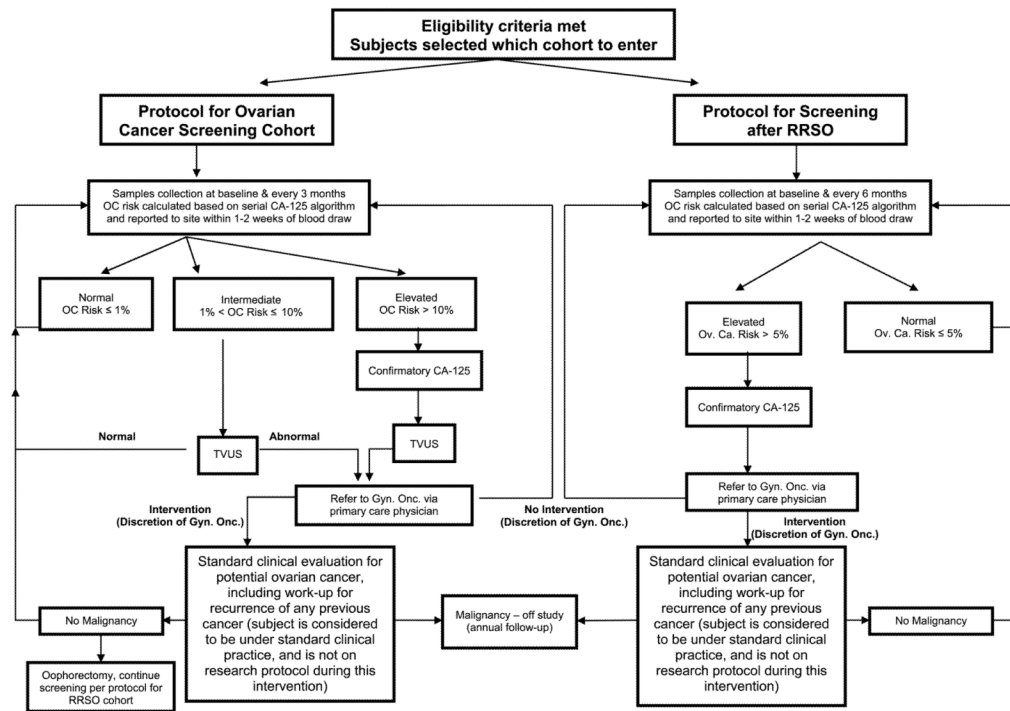 Eligibility criteria met
Subjects selected which cohort to enter
Protocol for Ovarian
Cancer Screening Cohort
Protocol for Screening
after RRSO
Samples collection at baseline & every 3 months
OC risk calculated based on serial CA-125 algorithm
and reported to site within 1-2 weeks of blood draw
Samples collection at baseline & every 6 months
OC risk calculated based on serial CA-125 algorithm
and reported to site within 1-2 weeks of blood draw
Normal
OC Risk ≤ 1%
Intermediate
1% < OC Risk ≤ 10%
Elevated
OC Risk > 10%
Elevated
Ov. Ca. Risk > 5%
Normal
Ov. Ca. Risk ≤ 5%
Confirmatory CA-125
Confirmatory CA-125
Normal
TVUS
Abnormal
TVUS
Refer to Gyn. Onc. via
primary care physician
Refer to Gyn. Onc. via
primary care physician
Intervention
(Discretion of Gyn. Onc.)
No Intervention
(Discretion of Gyn. Onc.)
Intervention
(Discretion of Gyn. Onc.)
Standard clinical evaluation for
potential ovarian cancer,
including work-up for
recurrence of any previous
cancer (subject is considered
to be under standard clinical
practice, and is not on
research protocol during this
intervention)
Standard clinical evaluation for
potential ovarian cancer,
including work-up for
recurrence of any previous
cancer (subject is considered
to be under standard clinical
practice, and is not on
research protocol during this
intervention)
No Malignancy
Malignancy – off study
(annual follow-up)
No Malignancy
Oophorectomy, continue
screening per protocol for
RRSO cohort